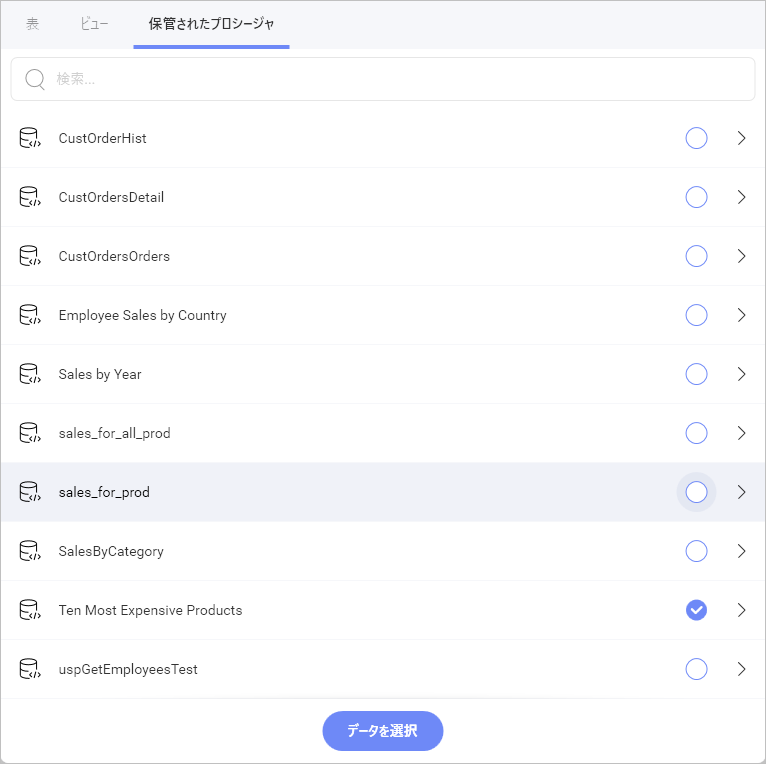 表 ビュー 保管されたプロシージャ
検索...
CustOrderHist
CustOrdersDetail
CustOrdersOrders
Employee Sales by Country
Sales by Year
sales_for_all_prod
sales_for_prod
SalesByCategory
Ten Most Expensive Products
uspGetEmployeesTest
データを選択